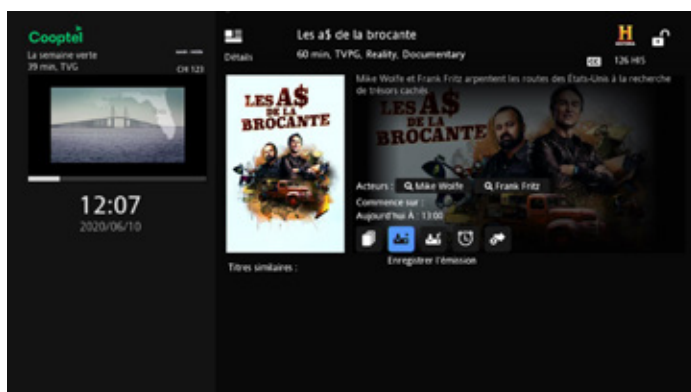 Cooptel
La semaine verte
39 min, TVG
CH 123
12:07
2020/06/10
Détails
Les a$ de la brocante
60 min, TVPG, Reality, Documentary
H
CC
126 HIS
Mike Wolfe et Frank Fritz arpentent les routes des États-Unis à la recherche
de trésors cachés
LES A$
DE LA
BROCANTE
LES A$
DE LA
BROCANTE
Acteurs :
Mike Wolfe
Frank Fritz
Commence sur :
Aujourd'hui À : 13:00
Enregistrer l'émission
Titres similaires :